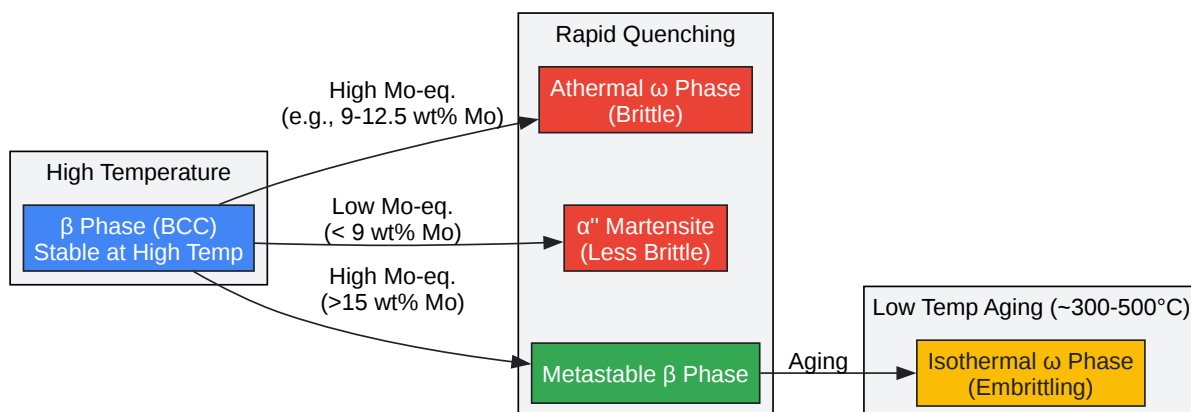 Rapid Quenching
Athermal ω Phase
(Brittle)
High Mo-eq.
(e.g., 9-12.5 wt% Mo)
High Temperature
β Phase (BCC)
Stable at High Temp
Low Mo-eq.
(< 9 wt% Mo)
α'' Martensite
(Less Brittle)
High Mo-eq.
(>15 wt% Mo)
Metastable β Phase
Aging
Low Temp Aging (~300-500°C)
Isothermal ω Phase
(Embrittling)